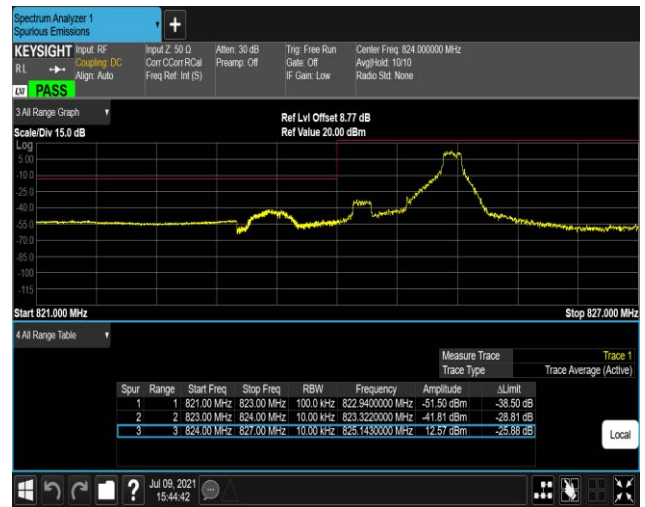 Spectrum Analyzer 1
Spurious Emissions
KEYSIGHT Input: RF
RL Coupling: DC
Align: Auto
LXI PASS
Input Z: 50 Ω
Corr CCorr RCal
Freq Ref: Int (S)
Atten: 30 dB
Preamp: Off
Trig: Free Run
Gate: Off
IF Gain: Low
Center Freq: 824.000000 MHz
Avg|Hold: 10/10
Radio Std: None
3 All Range Graph
Scale/Div 15.0 dB
Ref Lvl Offset 8.77 dB
Ref Value 20.00 dBm
Log
5.00
-10.0
-25.0
-40.0
-55.0
-70.0
-85.0
-100
-115
Start 821.000 MHz Stop 827.000 MHz
4 All Range Table
Measure Trace Trace 1
Trace Type Trace Average (Active)
Spur Range Start Freq Stop Freq RBW Frequency Amplitude ΔLimit
1 1 821.00 MHz 823.00 MHz 100.0 kHz 822.9400000 MHz -51.50 dBm -38.50 dB
2 2 823.00 MHz 824.00 MHz 10.00 kHz 823.3220000 MHz -41.81 dBm -28.81 dB
3 3 824.00 MHz 827.00 MHz 10.00 kHz 825.1430000 MHz 12.57 dBm -25.88 dB
Local
? Jul 09, 2021
15:44:42